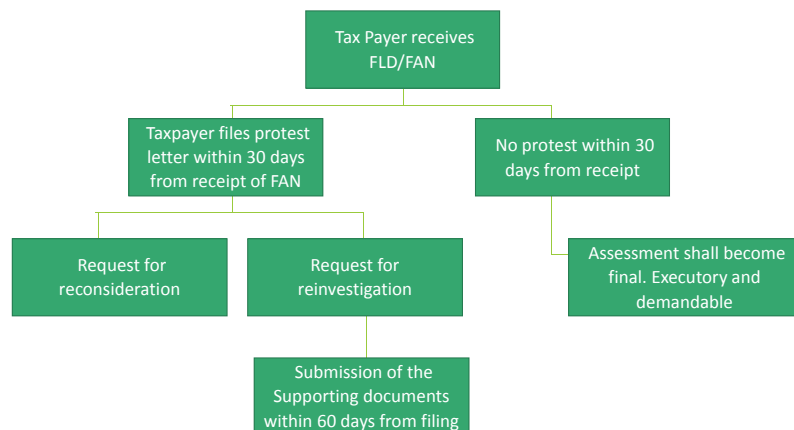 Tax Payer receives
FLD/FAN
Taxpayer files protest
letter within 30 days
from receipt of FAN
No protest within 30
days from receipt
Request for
reconsideration
Request for
reinvestigation
Assessment shall become
final. Executory and
demandable
Submission of the
Supporting documents
within 60 days from filing